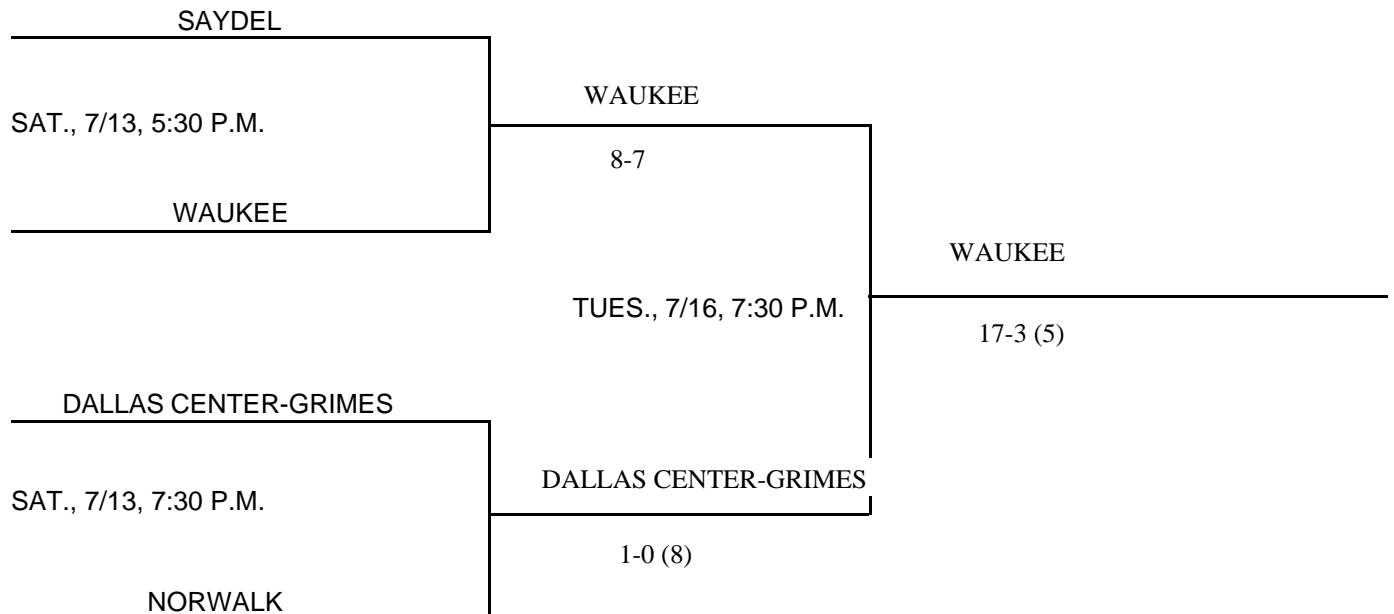 SAYDEL
WAUKEE
SAT., 7/13, 5:30 P.M.
8-7
WAUKEE
WAUKEE
TUES., 7/16, 7:30 P.M.
17-3 (5)
DALLAS CENTER-GRIMES
DALLAS CENTER-GRIMES
SAT., 7/13, 7:30 P.M.
1-0 (8)
NORWALK